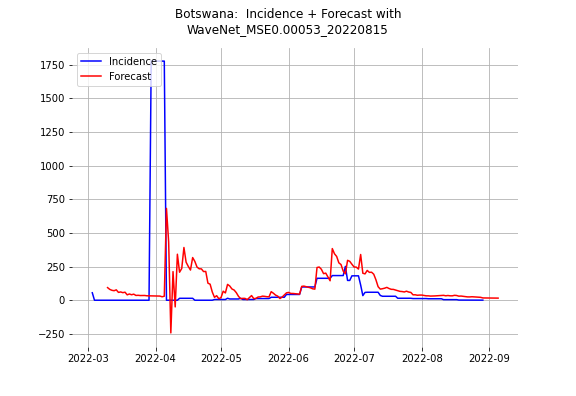 Botswana:  Incidence + Forecast with
WaveNet_MSE0.00053_20220815
Incidence
Forecast
1750
1500
1250
1000
750
500
250
0
−250
2022-03 2022-04 2022-05 2022-06 2022-07 2022-08 2022-09